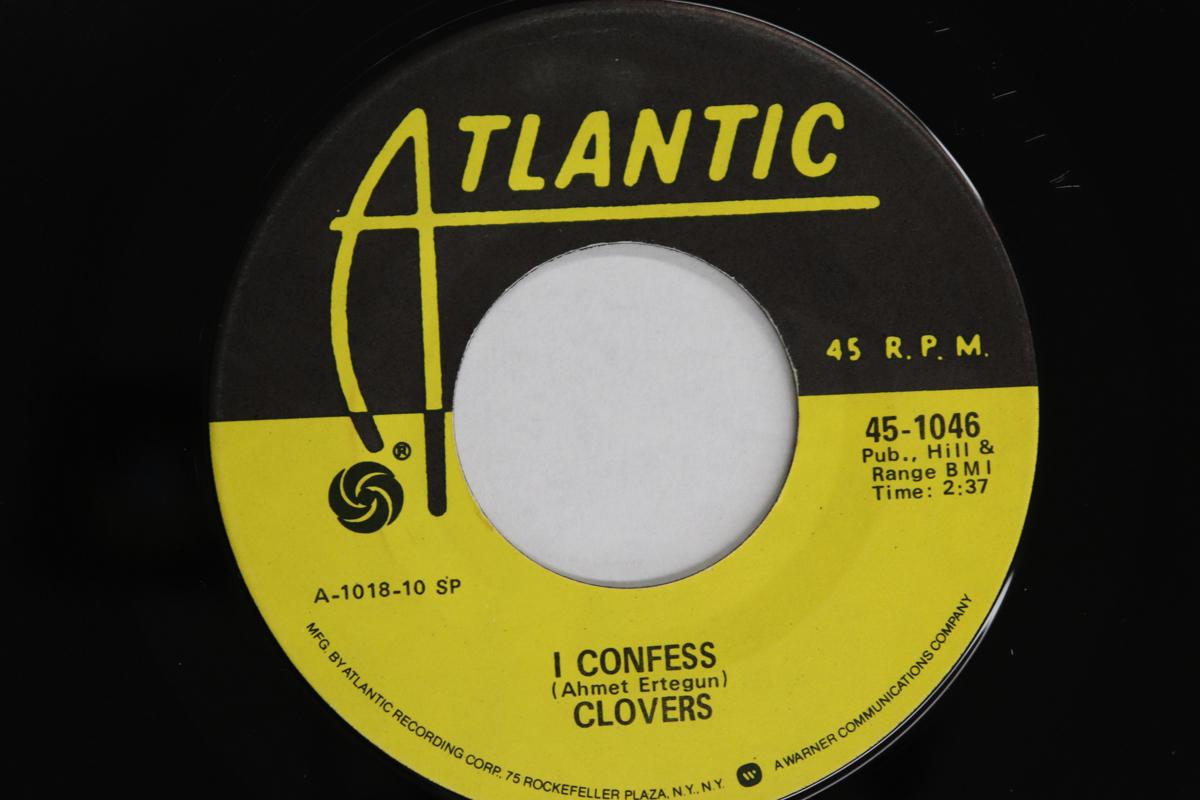 ATLANTIC
45 R.P.M.
45-1046
Pub., Hill &
Range BMI
Time: 2:37
®
A-1018-10 SP
I CONFESS
(Ahmet Ertegun)
CLOVERS
MFG. BY ATLANTIC RECORDING CORP., 75 ROCKEFELLER PLAZA, N.Y., N.Y. A WARNER COMMUNICATIONS COMPANY